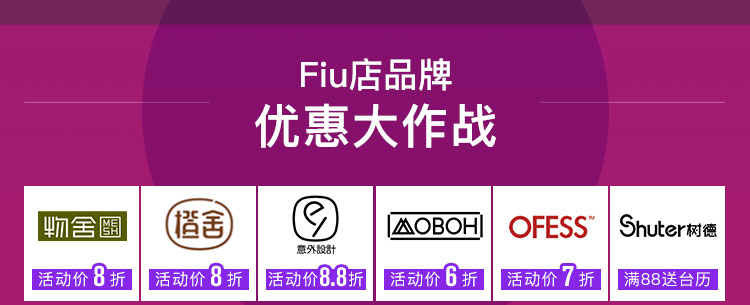 Fiu店品牌
优惠大作战
物舍 MESH
橙舍
意外設計
MOBOH
OFESS™
Shuter树德
活动价8折
活动价8折
活动价8.8折
活动价6折
活动价7折
满88送台历